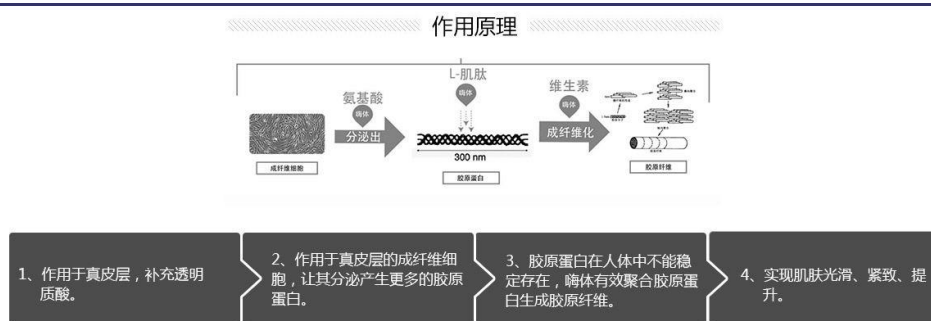 作用原理
L-肌肽
嗨体
氨基酸
嗨体
分泌出
维生素
嗨体
成纤维化
300 nm
成纤维细胞
胶原蛋白
胶原纤维
1、作用于真皮层，补充透明
质酸。
2、作用于真皮层的成纤维细
胞，让其分泌产生更多的胶原
蛋白。
3、胶原蛋白在人体中不能稳
定存在，嗨体有效聚合胶原蛋
白生成胶原纤维。
4、实现肌肤光滑、紧致、提
升。